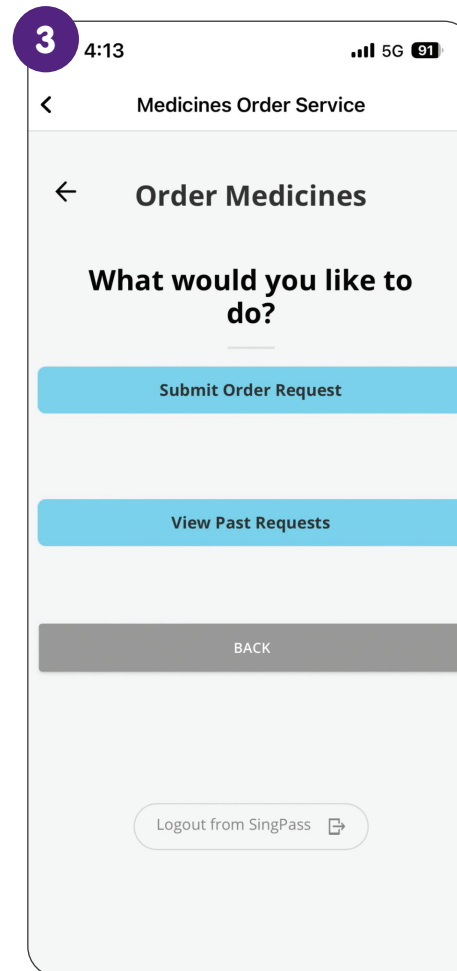 3
4:13 5G 91
Medicines Order Service
Order Medicines
What would you like to
do?
Submit Order Request
View Past Requests
BACK
Logout from SingPass